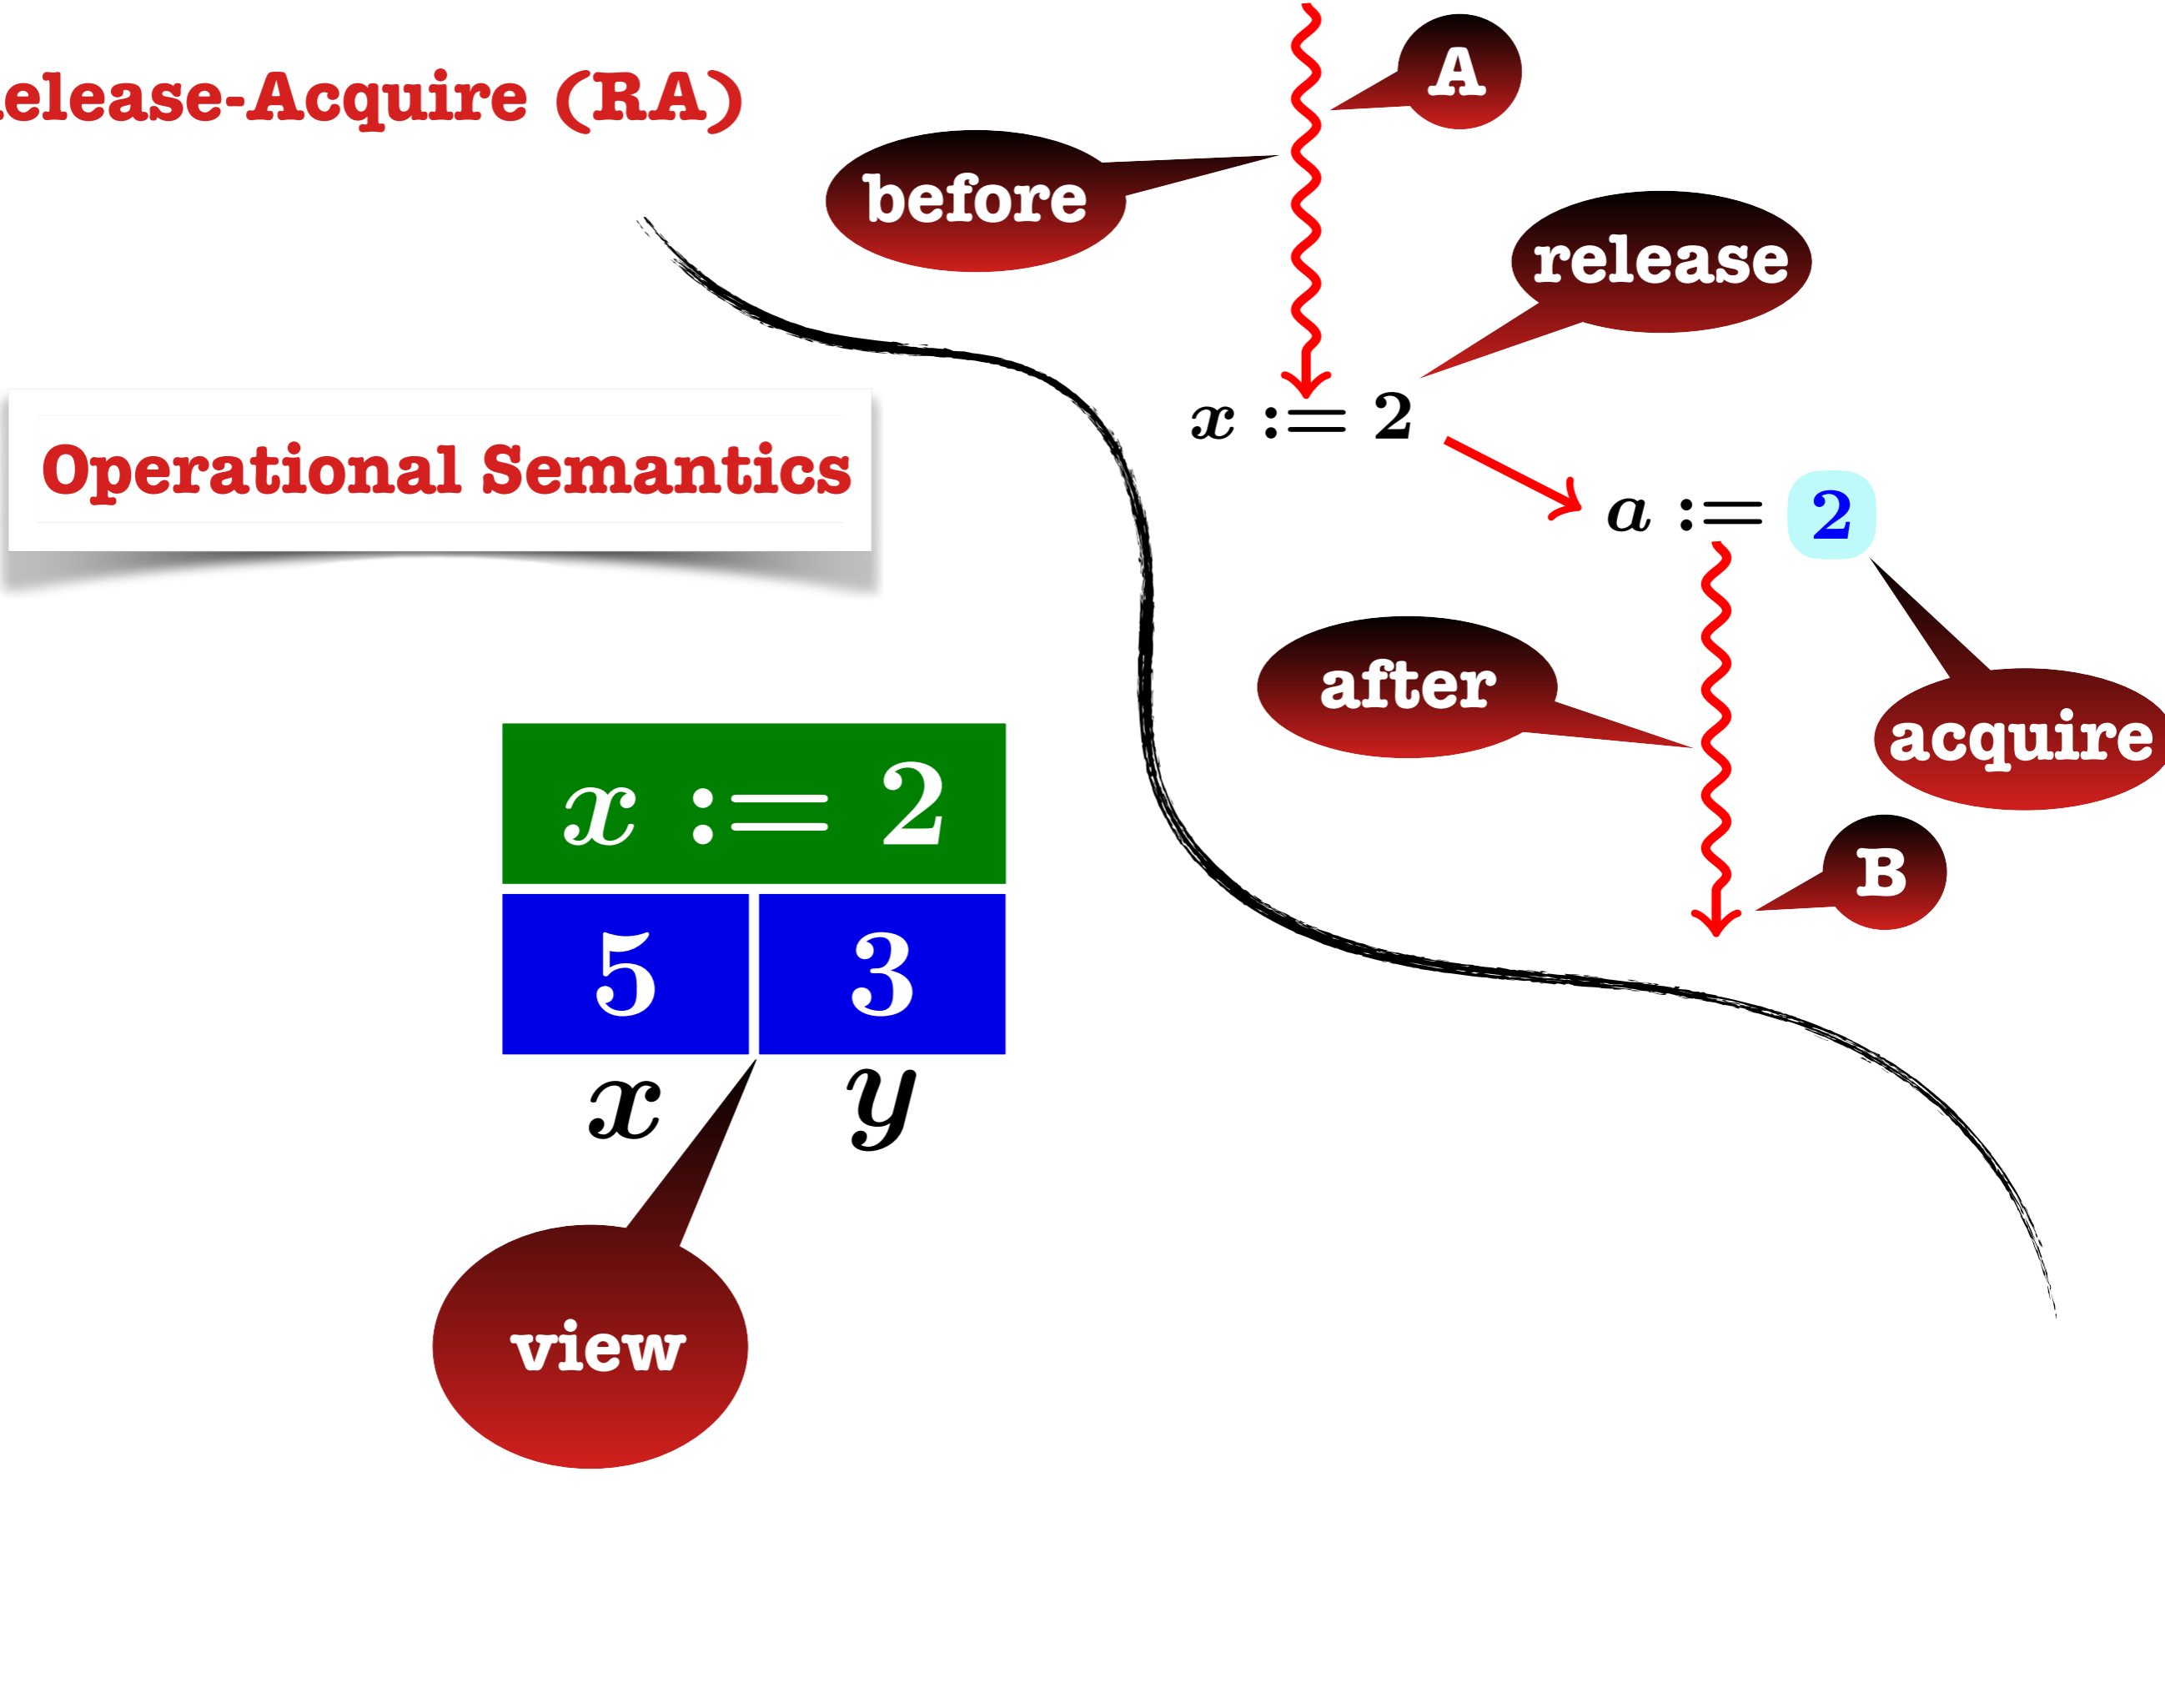 elease-Acquire (RA)
A
before
release
x := 2
Operational Semantics
a := 2
after
acquire
x := 2
B
5 3
x y
view